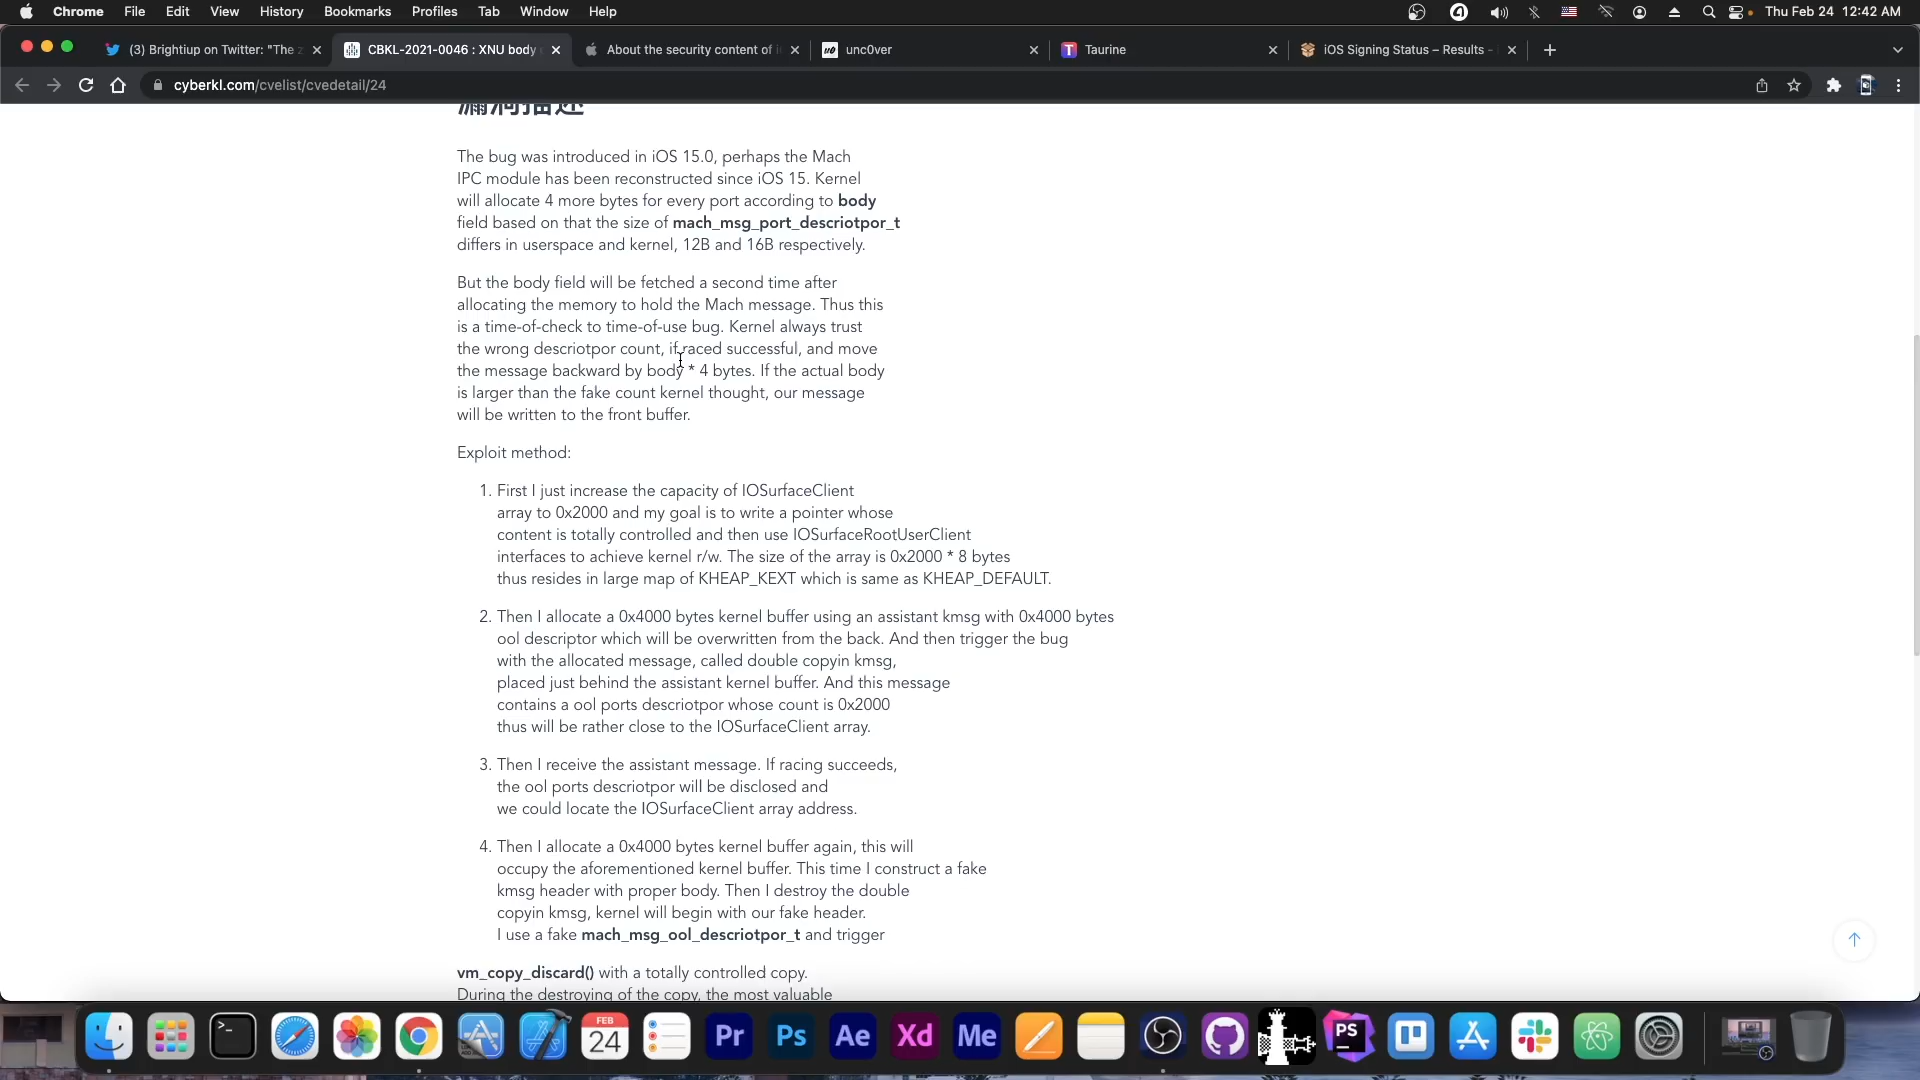 Chrome File Edit View History Bookmarks Profiles Tab Window Help Thu Feb 24 12:42 AM
(3) Brightiup on Twitter: "The z CBKL-2021-0046 : XNU body About the security content of i unc0ver Taurine iOS Signing Status – Results -
cyberkl.com/cvelist/cvedetail/24
漏洞描述
The bug was introduced in iOS 15.0, perhaps the Mach
IPC module has been reconstructed since iOS 15. Kernel
will allocate 4 more bytes for every port according to body
field based on that the size of mach_msg_port_descriotpor_t
differs in userspace and kernel, 12B and 16B respectively.
But the body field will be fetched a second time after
allocating the memory to hold the Mach message. Thus this
is a time-of-check to time-of-use bug. Kernel always trust
the wrong descriotpor count, if raced successful, and move
the message backward by body * 4 bytes. If the actual body
is larger than the fake count kernel thought, our message
will be written to the front buffer.
Exploit method:
1. First I just increase the capacity of IOSurfaceClient
array to 0x2000 and my goal is to write a pointer whose
content is totally controlled and then use IOSurfaceRootUserClient
interfaces to achieve kernel r/w. The size of the array is 0x2000 * 8 bytes
thus resides in large map of KHEAP_KEXT which is same as KHEAP_DEFAULT.
2. Then I allocate a 0x4000 bytes kernel buffer using an assistant kmsg with 0x4000 bytes
ool descriptor which will be overwritten from the back. And then trigger the bug
with the allocated message, called double copyin kmsg,
placed just behind the assistant kernel buffer. And this message
contains a ool ports descriotpor whose count is 0x2000
thus will be rather close to the IOSurfaceClient array.
3. Then I receive the assistant message. If racing succeeds,
the ool ports descriotpor will be disclosed and
we could locate the IOSurfaceClient array address.
4. Then I allocate a 0x4000 bytes kernel buffer again, this will
occupy the aforementioned kernel buffer. This time I construct a fake
kmsg header with proper body. Then I destroy the double
copyin kmsg, kernel will begin with our fake header.
I use a fake mach_msg_ool_descriotpor_t and trigger
vm_copy_discard() with a totally controlled copy.
During the destroying of the copy, the most valuable
FEB
24
Pr Ps Ae Xd Me PS